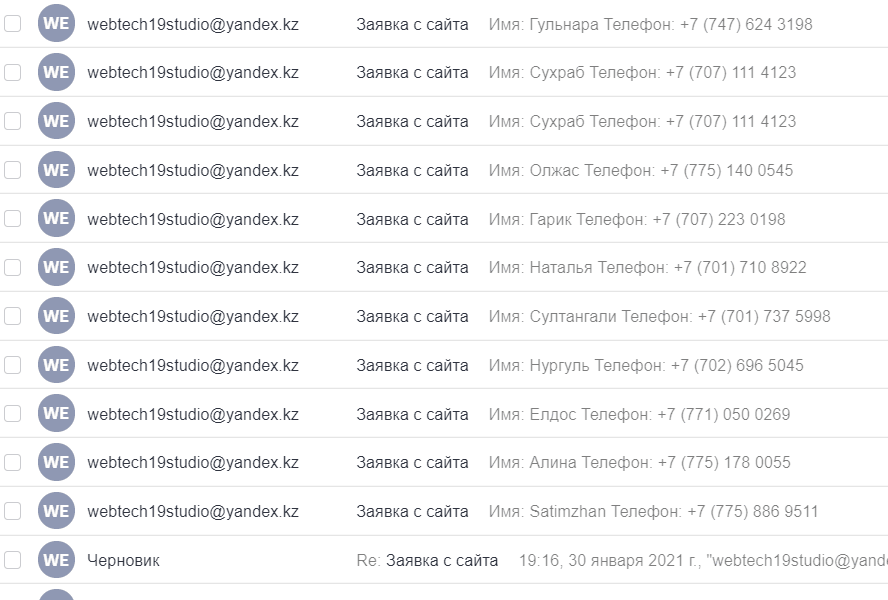 WE webtech19studio@yandex.kz Заявка с сайта Имя: Гульнара Телефон: +7 (747) 624 3198
WE webtech19studio@yandex.kz Заявка с сайта Имя: Сухраб Телефон: +7 (707) 111 4123
WE webtech19studio@yandex.kz Заявка с сайта Имя: Сухраб Телефон: +7 (707) 111 4123
WE webtech19studio@yandex.kz Заявка с сайта Имя: Олжас Телефон: +7 (775) 140 0545
WE webtech19studio@yandex.kz Заявка с сайта Имя: Гарик Телефон: +7 (707) 223 0198
WE webtech19studio@yandex.kz Заявка с сайта Имя: Наталья Телефон: +7 (701) 710 8922
WE webtech19studio@yandex.kz Заявка с сайта Имя: Султангали Телефон: +7 (701) 737 5998
WE webtech19studio@yandex.kz Заявка с сайта Имя: Нургуль Телефон: +7 (702) 696 5045
WE webtech19studio@yandex.kz Заявка с сайта Имя: Елдос Телефон: +7 (771) 050 0269
WE webtech19studio@yandex.kz Заявка с сайта Имя: Алина Телефон: +7 (775) 178 0055
WE webtech19studio@yandex.kz Заявка с сайта Имя: Satimzhan Телефон: +7 (775) 886 9511
WE Черновик Re: Заявка с сайта 19:16, 30 января 2021 г., "webtech19studio@yande